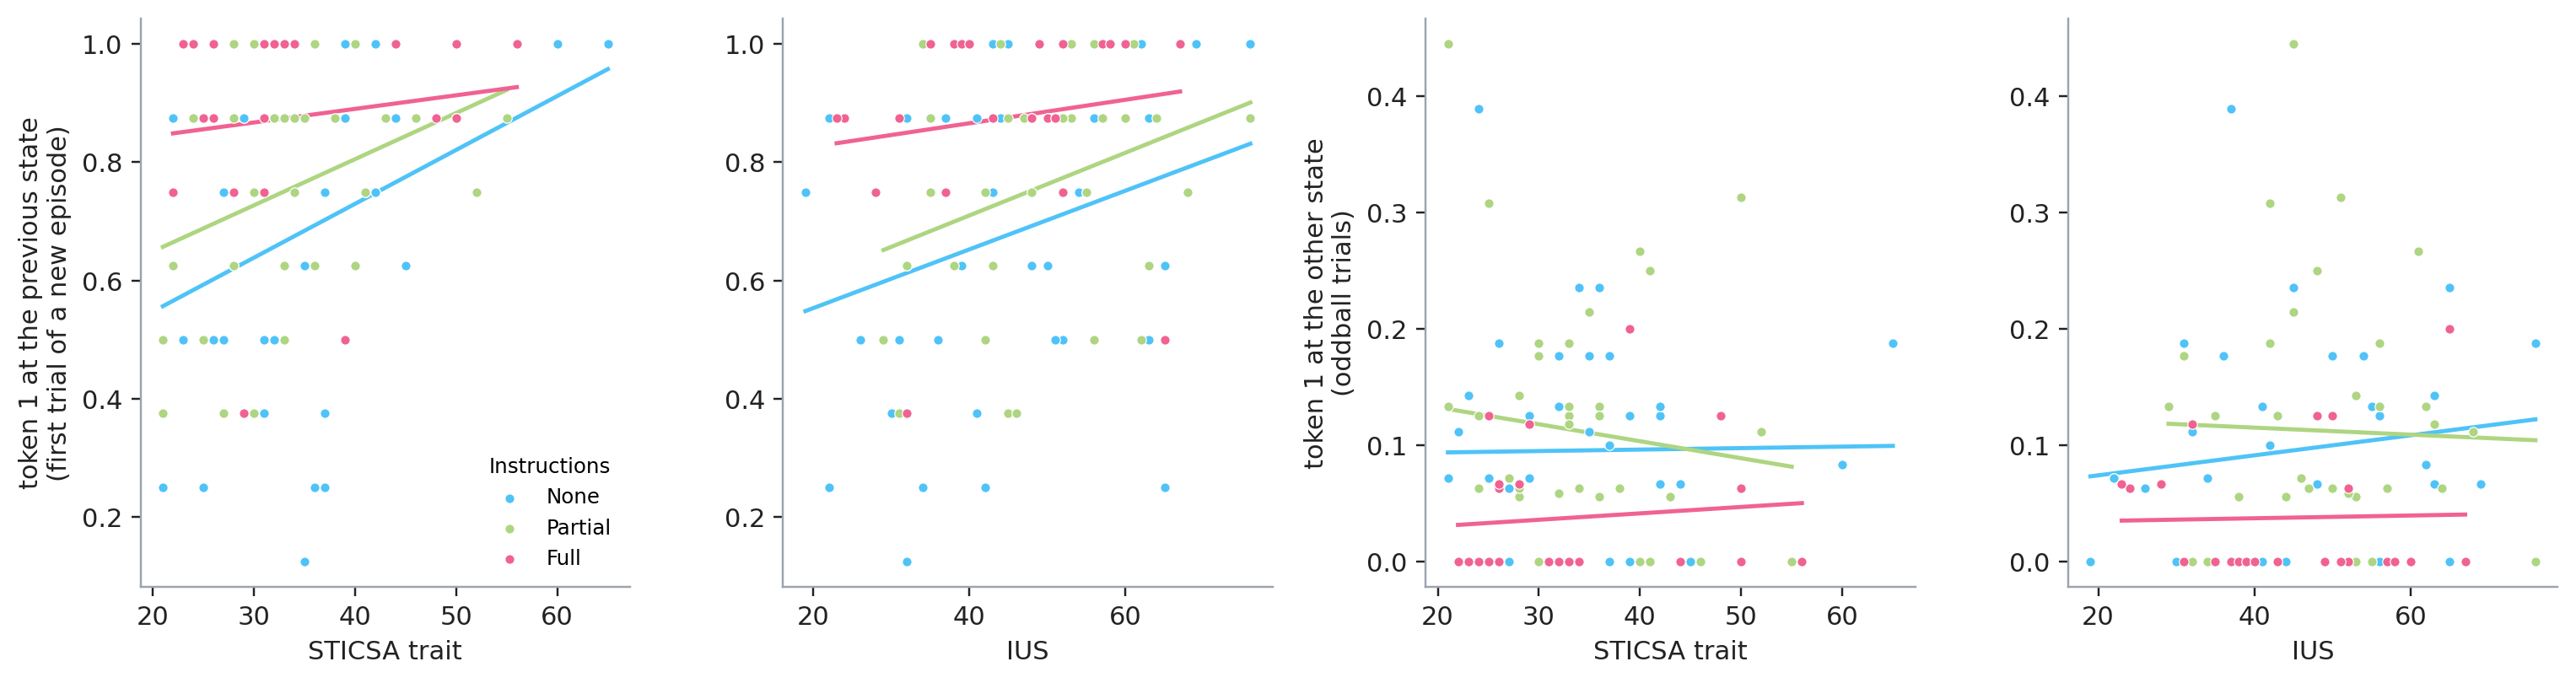 token 1 at the previous state
(first trial of a new episode)
1.0
0.8
0.6
0.4
0.2
20 30 40 50 60
STICSA trait
Instructions
None
Partial
Full
1.0
0.8
0.6
0.4
0.2
20 40 60
IUS
token 1 at the other state
(oddball trials)
0.4
0.3
0.2
0.1
0.0
20 30 40 50 60
STICSA trait
0.4
0.3
0.2
0.1
0.0
20 40 60
IUS